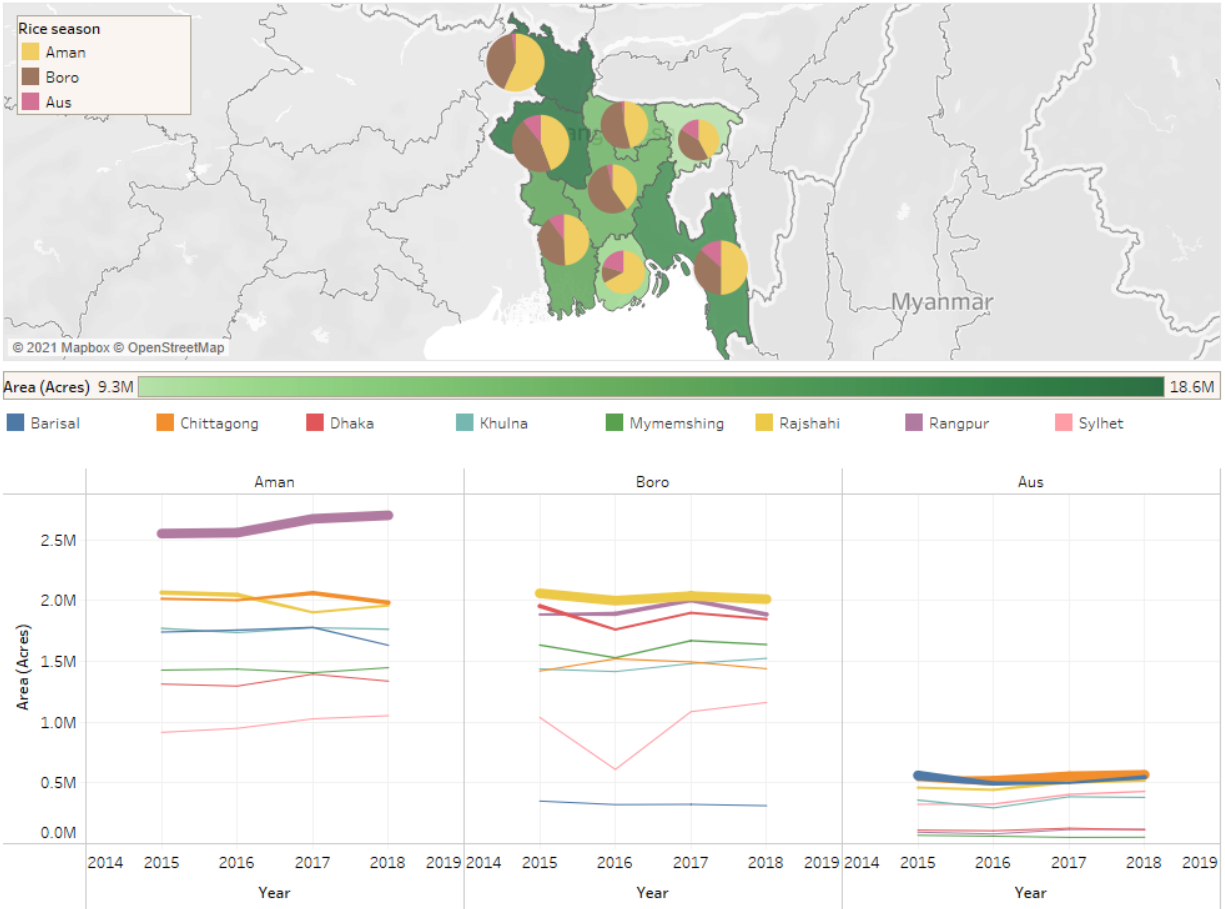 Rice season
Aman
Boro
Aus
Myanmar
© 2021 Mapbox © OpenStreetMap
Area (Acres) 9.3M 18.6M
Barisal Chittagong Dhaka Khulna Mymemshing Rajshahi Rangpur Sylhet
Aman Boro Aus
Area (Acres)
2.5M
2.0M
1.5M
1.0M
0.5M
0.0M
2014 2015 2016 2017 2018 2019 2014 2015 2016 2017 2018 2019 2014 2015 2016 2017 2018 2019
Year Year Year